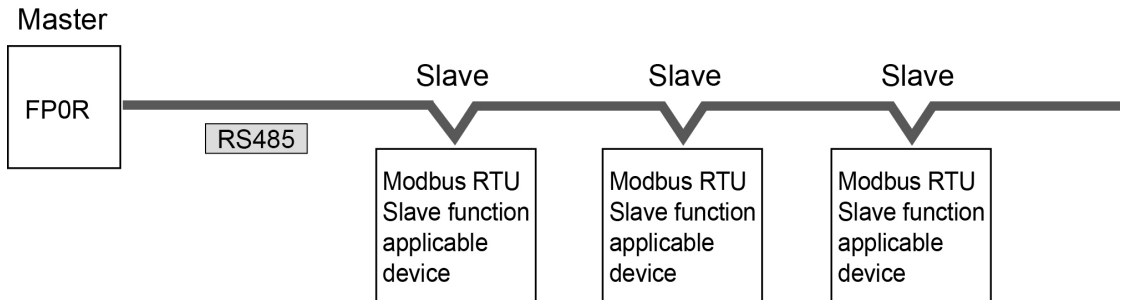 Master
FP0R
RS485
Slave
Slave
Slave
Modbus RTU
Slave function
applicable
device
Modbus RTU
Slave function
applicable
device
Modbus RTU
Slave function
applicable
device